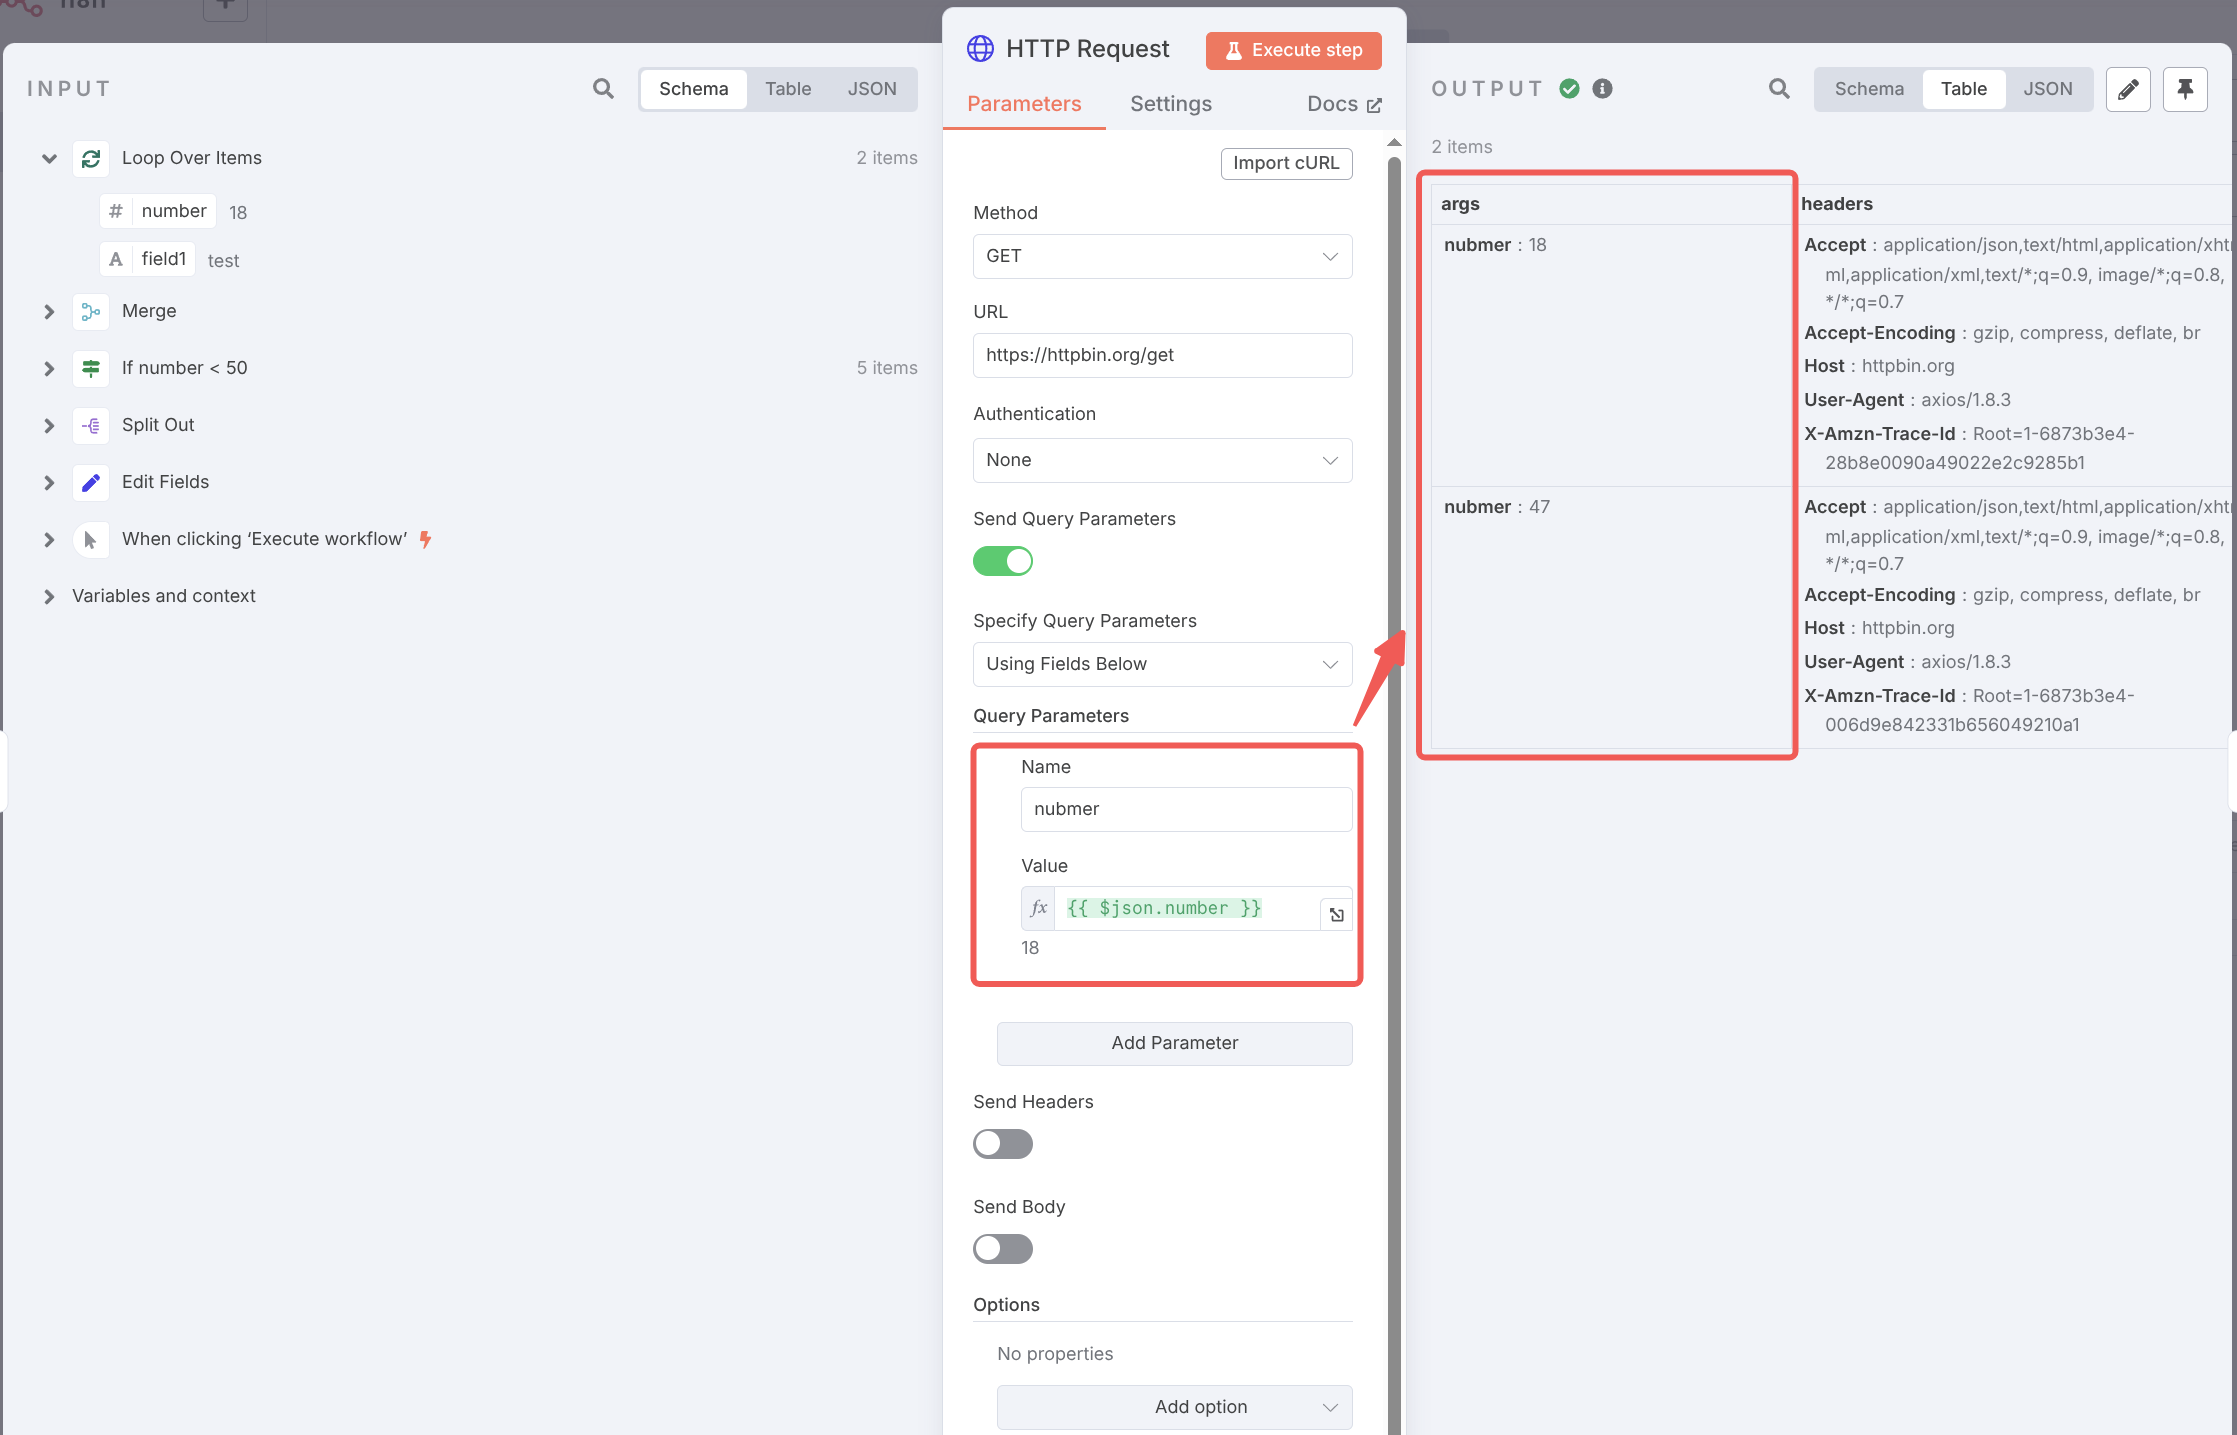 n8n
INPUT
Schema
Table
JSON
Loop Over Items
2 items
# number 18
A field1 test
Merge
If number < 50
5 items
Split Out
Edit Fields
When clicking ‘Execute workflow’
Variables and context
HTTP Request
Execute step
Parameters
Settings
Docs
Import cURL
Method
GET
URL
https://httpbin.org/get
Authentication
None
Send Query Parameters
Specify Query Parameters
Using Fields Below
Query Parameters
Name
nubmer
Value
fx {{ $json.number }}
18
Add Parameter
Send Headers
Send Body
Options
No properties
Add option
OUTPUT
Schema
Table
JSON
2 items
args
headers
nubmer : 18
Accept : application/json,text/html,application/xht
ml,application/xml,text/*;q=0.9, image/*;q=0.8,
*/*;q=0.7
Accept-Encoding : gzip, compress, deflate, br
Host : httpbin.org
User-Agent : axios/1.8.3
X-Amzn-Trace-Id : Root=1-6873b3e4-
28b8e0090a49022e2c9285b1
nubmer : 47
Accept : application/json,text/html,application/xht
ml,application/xml,text/*;q=0.9, image/*;q=0.8,
*/*;q=0.7
Accept-Encoding : gzip, compress, deflate, br
Host : httpbin.org
User-Agent : axios/1.8.3
X-Amzn-Trace-Id : Root=1-6873b3e4-
006d9e842331b656049210a1